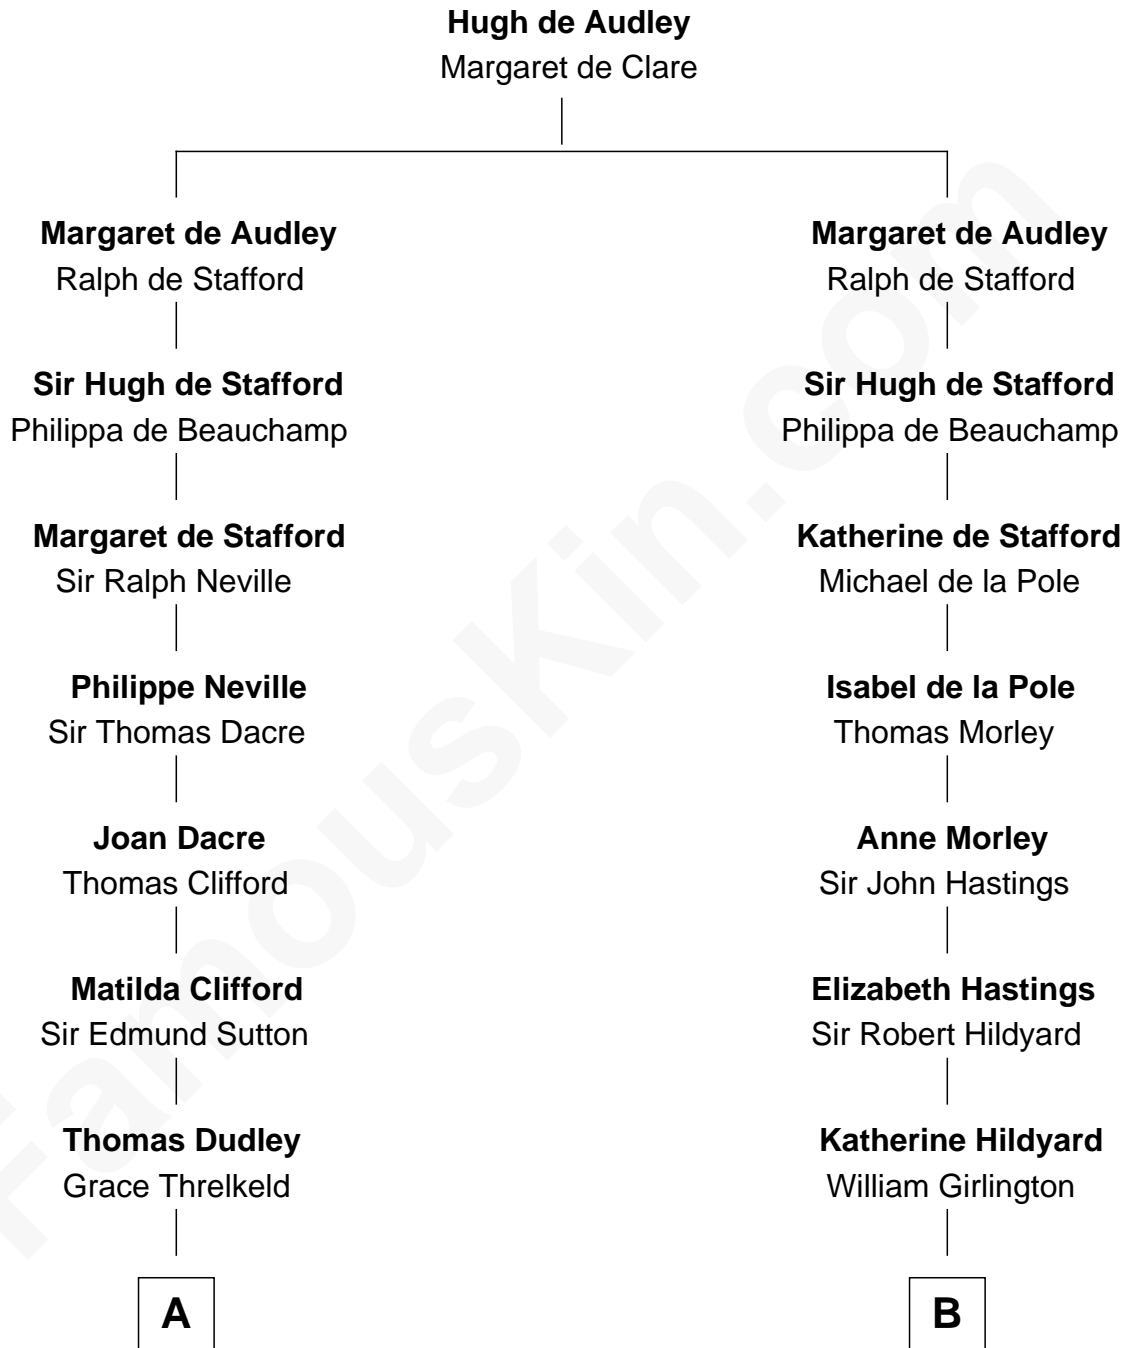 Hugh de Audley
Margaret de Clare
Margaret de Audley
Ralph de Stafford
Margaret de Audley
Ralph de Stafford
Sir Hugh de Stafford
Philippa de Beauchamp
Sir Hugh de Stafford
Philippa de Beauchamp
Margaret de Stafford
Sir Ralph Neville
Katherine de Stafford
Michael de la Pole
Philippe Neville
Sir Thomas Dacre
Isabel de la Pole
Thomas Morley
Joan Dacre
Thomas Clifford
Anne Morley
Sir John Hastings
Matilda Clifford
Sir Edmund Sutton
Elizabeth Hastings
Sir Robert Hildyard
Thomas Dudley
Grace Threlkeld
Katherine Hildyard
William Girlington
A
B
FamousKin.com